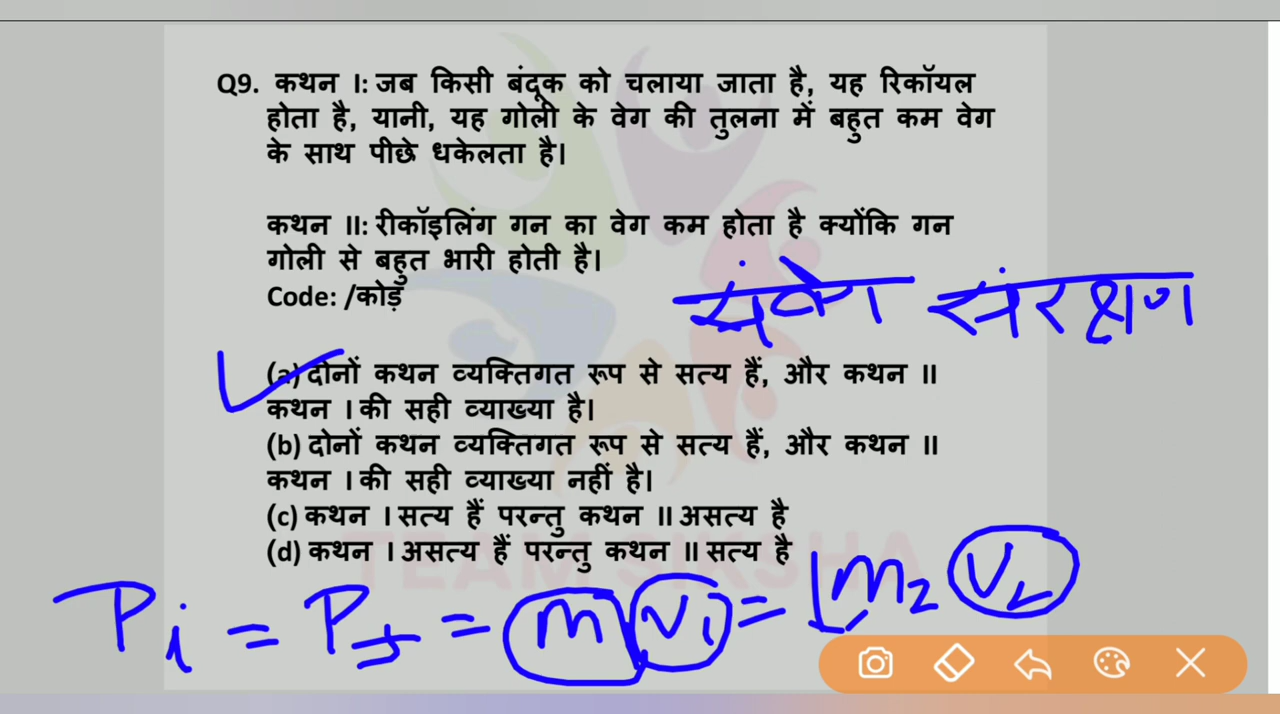 Q9. कथन I: जब किसी बंदूक को चलाया जाता है, यह रिकॉयल
होता है, यानी, यह गोली के वेग की तुलना में बहुत कम वेग
के साथ पीछे धकेलता है।
कथन II: रीकॉइलिंग गन का वेग कम होता है क्योंकि गन
गोली से बहुत भारी होती है।
Code: /कोड़
संवेग संरक्षण
(a) दोनों कथन व्यक्तिगत रूप से सत्य हैं, और कथन II
कथन I की सही व्याख्या है।
(b) दोनों कथन व्यक्तिगत रूप से सत्य हैं, और कथन II
कथन I की सही व्याख्या नहीं है।
(c) कथन I सत्य हैं परन्तु कथन II असत्य है
(d) कथन I असत्य हैं परन्तु कथन II सत्य है
TEAM SIKSHA
Pi = Pf = m v1 = m2 v2